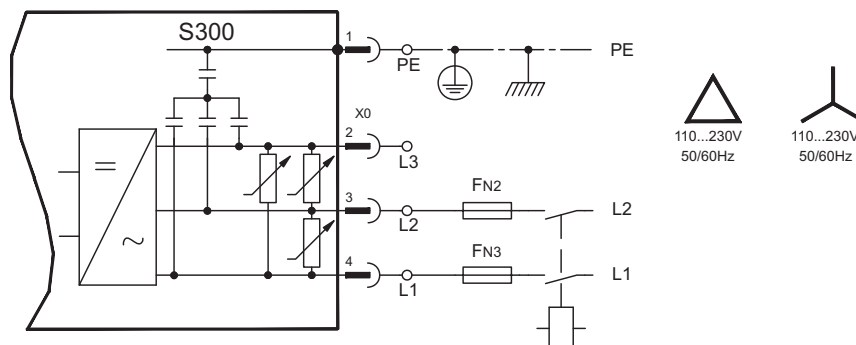 S300
1
PE
PE
X0
2
L3
3
L2
FN2
L2
4
L1
FN3
L1
110...230V
50/60Hz
110...230V
50/60Hz